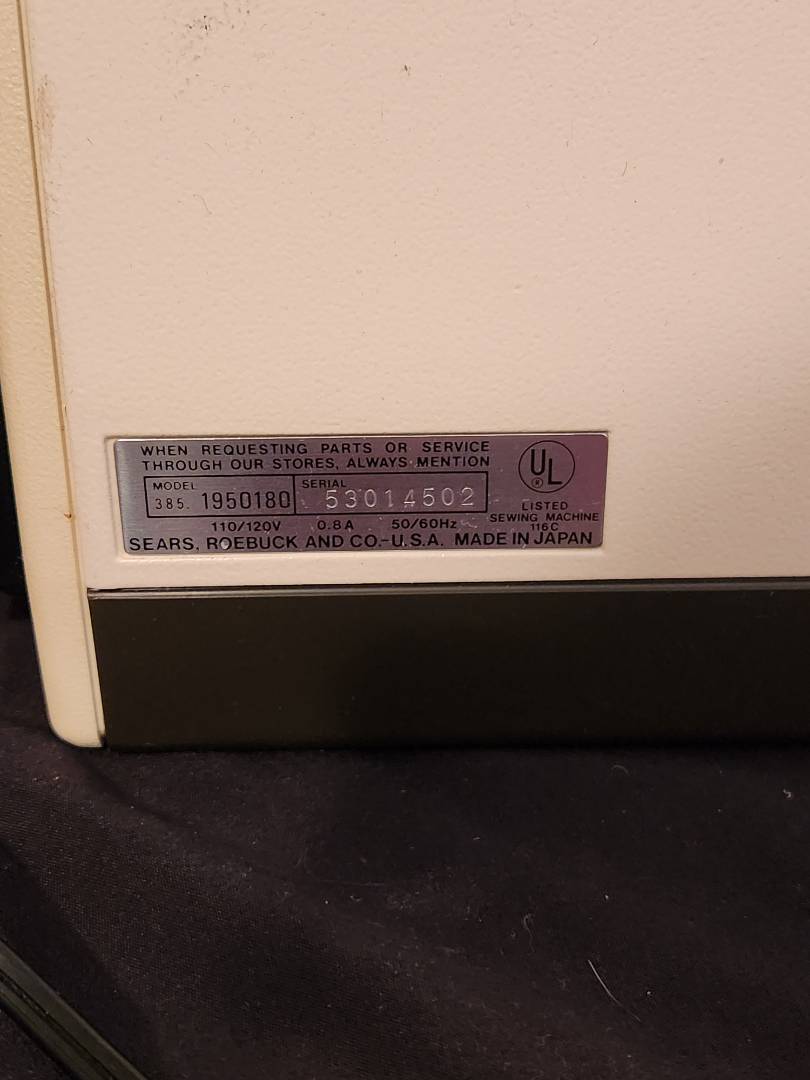 WHEN REQUESTING PARTS OR SERVICE
THROUGH OUR STORES, ALWAYS MENTION
MODEL
385. 1950180
SERIAL
53014502
UL
®
LISTED
SEWING MACHINE
116C
110/120V 0.8A 50/60Hz
SEARS, ROEBUCK AND CO.-U.S.A. MADE IN JAPAN